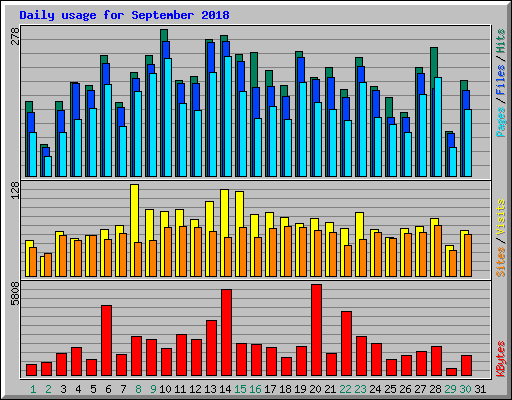 Daily usage for September 2018
278
Pages / Files / Hits
128
Sites / Visits
5808
KBytes
1 2 3 4 5 6 7 8 9 10 11 12 13 14 15 16 17 18 19 20 21 22 23 24 25 26 27 28 29 30 31